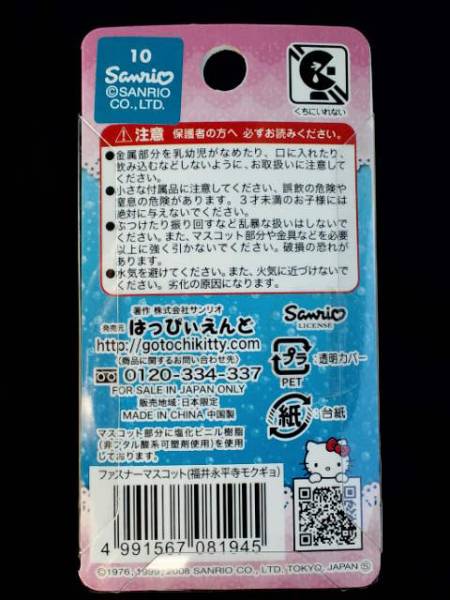 10
Sanrio
©SANRIO
CO., LTD.
くちにいれない
注意 保護者の方へ 必ずお読みください。
●金属部分を乳幼児がなめたり、口に入れたり、
飲み込むなどしないように、お取扱いに注意して
ください。
●小さな付属品に注意してください、誤飲の危険や
窒息の危険があります。3才未満のお子様には
絶対に与えないでください。
●ぶつけたり振り回すなど乱暴な扱いはしないで
ください。また、マスコット部分や金具などを必要
以上に強く引かないでください。破損の恐れが
あります。
●水気を避けてください。また、火気に近づけないで
ください。劣化の原因になります。
著作 株式会社サンリオ
発売元 はっぴぃえんど
http://gotochikitty.com
(商品に関するお問い合わせ)
0120-334-337
FOR SALE IN JAPAN ONLY
販売地域:日本限定
MADE IN CHINA 中国製
Sanrio
LICENSE
プラ
PET
:透明カバー
紙
:台紙
マスコット部分に塩化ビニル樹脂
(非フタル酸系可塑剤使用)を使用
しております。
ファスナーマスコット(福井永平寺モクギョ)
4 991567 081945
©1976, 1999, 2008 SANRIO CO., LTD. TOKYO, JAPAN Ⓢ